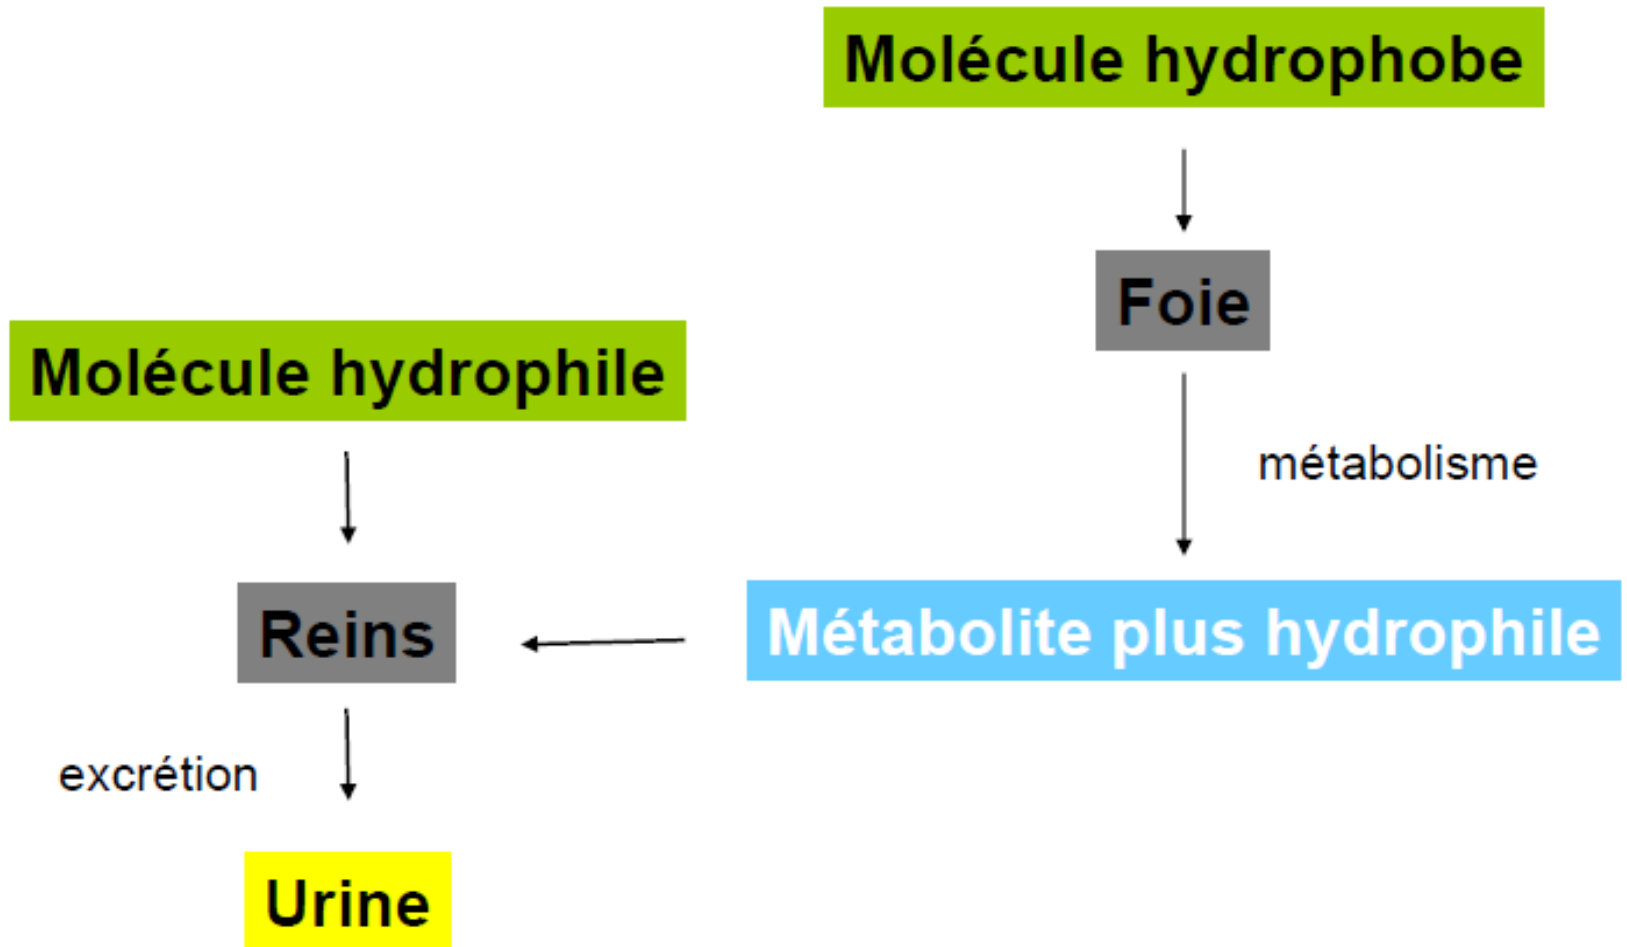 Molécule hydrophobe
Foie
Molécule hydrophile
métabolisme
Reins
Métabolite plus hydrophile
excrétion
Urine